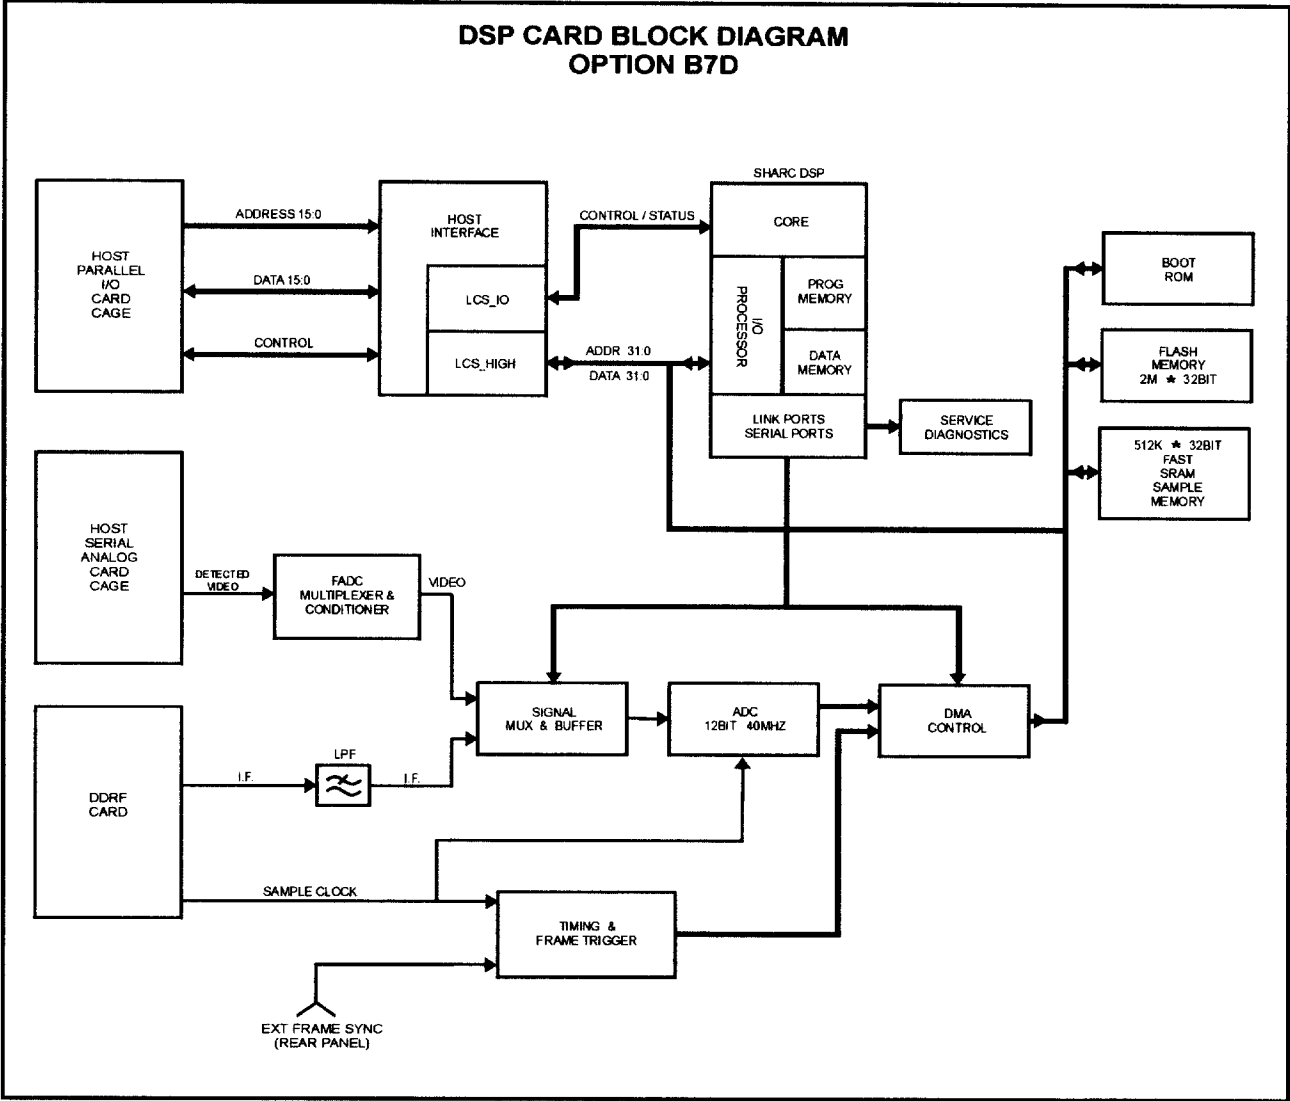 DSP CARD BLOCK DIAGRAM
OPTION B7D
SHARC DSP
HOST
PARALLEL
I/O
CARD
CAGE
ADDRESS 15:0
DATA 15:0
CONTROL
HOST
INTERFACE
LCS_IO
LCS_HIGH
CONTROL / STATUS
ADDR 31:0
DATA 31:0
CORE
I/O
PROCESSOR
PROG
MEMORY
DATA
MEMORY
LINK PORTS
SERIAL PORTS
SERVICE
DIAGNOSTICS
BOOT
ROM
FLASH
MEMORY
2M * 32BIT
512K * 32BIT
FAST
SRAM
SAMPLE
MEMORY
HOST
SERIAL
ANALOG
CARD
CAGE
DETECTED
VIDEO
FADC
MULTIPLEXER &
CONDITIONER
VIDEO
SIGNAL
MUX & BUFFER
ADC
12BIT 40MHZ
DMA
CONTROL
DDRF
CARD
I.F.
LPF
I.F.
SAMPLE CLOCK
TIMING &
FRAME TRIGGER
EXT FRAME SYNC
(REAR PANEL)